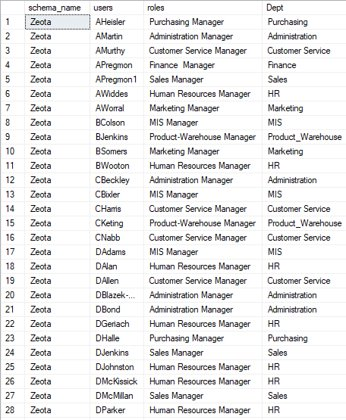 schema_name users roles Dept
1 Zeota AHeisler Purchasing Manager Purchasing
2 Zeota AMartin Administration Manager Administration
3 Zeota AMurthy Customer Service Manager Customer Service
4 Zeota APregmon Finance Manager Finance
5 Zeota APregmon1 Sales Manager Sales
6 Zeota AWiddes Human Resources Manager HR
7 Zeota AWorral Marketing Manager Marketing
8 Zeota BColson MIS Manager MIS
9 Zeota BJenkins Product-Warehouse Manager Product_Warehouse
10 Zeota BSomers Marketing Manager Marketing
11 Zeota BWooton Human Resources Manager HR
12 Zeota CBeckley Administration Manager Administration
13 Zeota CBixler MIS Manager MIS
14 Zeota CHarris Customer Service Manager Customer Service
15 Zeota CKeting Product-Warehouse Manager Product_Warehouse
16 Zeota CNabb Customer Service Manager Customer Service
17 Zeota DAdams MIS Manager MIS
18 Zeota DAlan Human Resources Manager HR
19 Zeota DAllen Customer Service Manager Customer Service
20 Zeota DBlazek-... Administration Manager Administration
21 Zeota DBond Administration Manager Administration
22 Zeota DGeriach Human Resources Manager HR
23 Zeota DHalle Purchasing Manager Purchasing
24 Zeota DJenkins Sales Manager Sales
25 Zeota DJohnston Human Resources Manager HR
26 Zeota DMcKissick Human Resources Manager HR
27 Zeota DMcMillan Sales Manager Sales
28 Zeota DParker Human Resources Manager HR